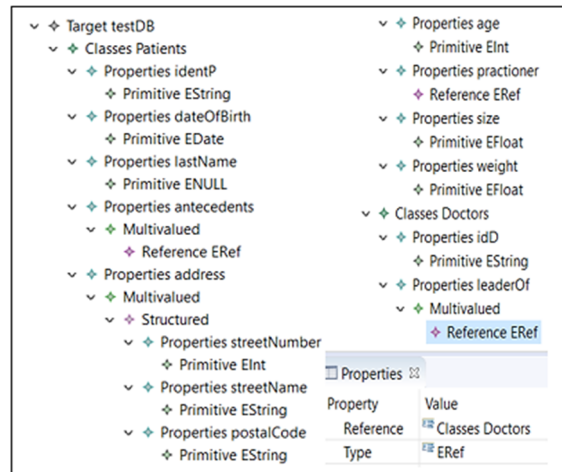 Target testDB
Classes Patients
Properties identP
Primitive EString
Properties dateOfBirth
Primitive EDate
Properties lastName
Primitive ENULL
Properties antecedents
Multivalued
Reference ERef
Properties address
Multivalued
Structured
Properties streetNumber
Primitive EInt
Properties streetName
Primitive EString
Properties postalCode
Primitive EString
Properties age
Primitive EInt
Properties practioner
Reference ERef
Properties size
Primitive EFloat
Properties weight
Primitive EFloat
Classes Doctors
Properties idD
Primitive EString
Properties leaderOf
Multivalued
Reference ERef
Properties
Property Value
Reference Classes Doctors
Type ERef